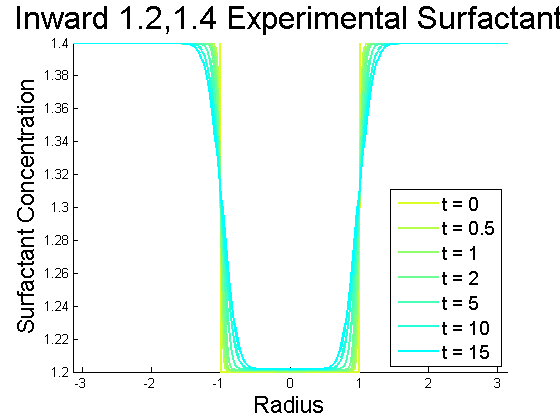 Inward 1.2,1.4 Experimental Surfactant
Surfactant Concentration
1.4
1.38
1.36
1.34
1.32
1.3
1.28
1.26
1.24
1.22
1.2
-3
-2
-1
0
1
2
3
Radius
t = 0
t = 0.5
t = 1
t = 2
t = 5
t = 10
t = 15